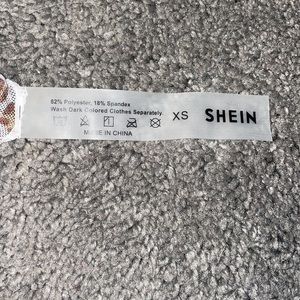 82% Polyester, 18% Spandex
Wash Dark Colored Clothes Separately.
XS
SHEIN
MADE IN CHINA